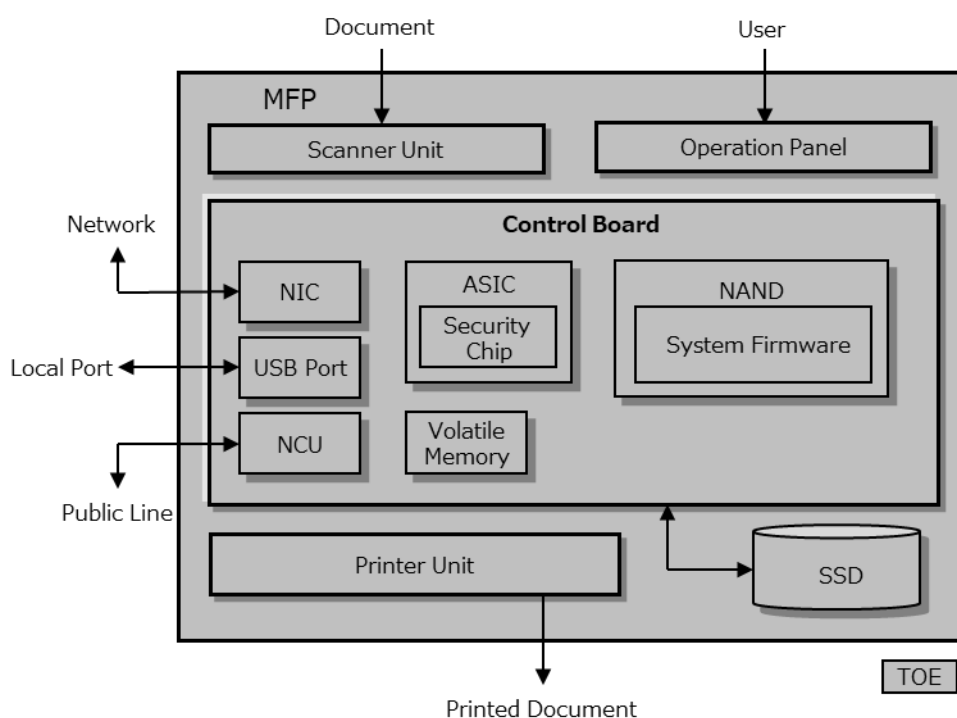 Document
User
MFP
Scanner Unit
Operation Panel
Network
Control Board
NIC
ASIC
NAND
Security
Chip
System Firmware
Local Port
USB Port
NCU
Volatile
Memory
Public Line
Printer Unit
SSD
TOE
Printed Document